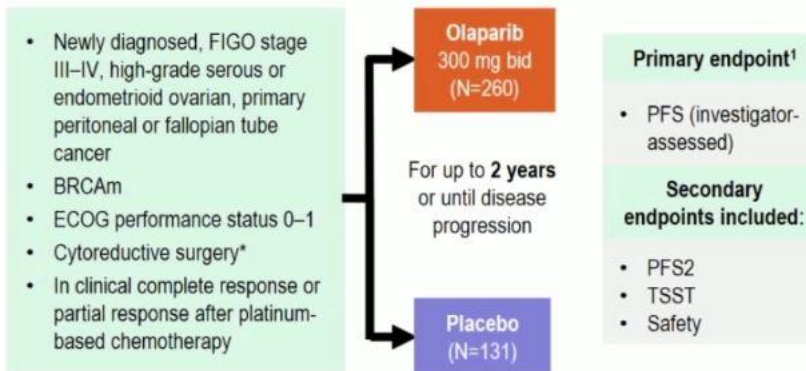 • Newly diagnosed, FIGO stage
III–IV, high-grade serous or
endometrioid ovarian, primary
peritoneal or fallopian tube
cancer
• BRCAm
• ECOG performance status 0–1
• Cytoreductive surgery*
• In clinical complete response or
partial response after platinum-
based chemotherapy
Olaparib
300 mg bid
(N=260)
For up to 2 years
or until disease
progression
Placebo
(N=131)
Primary endpoint¹
• PFS (investigator-
assessed)
Secondary
endpoints included:
• PFS2
• TSST
• Safety